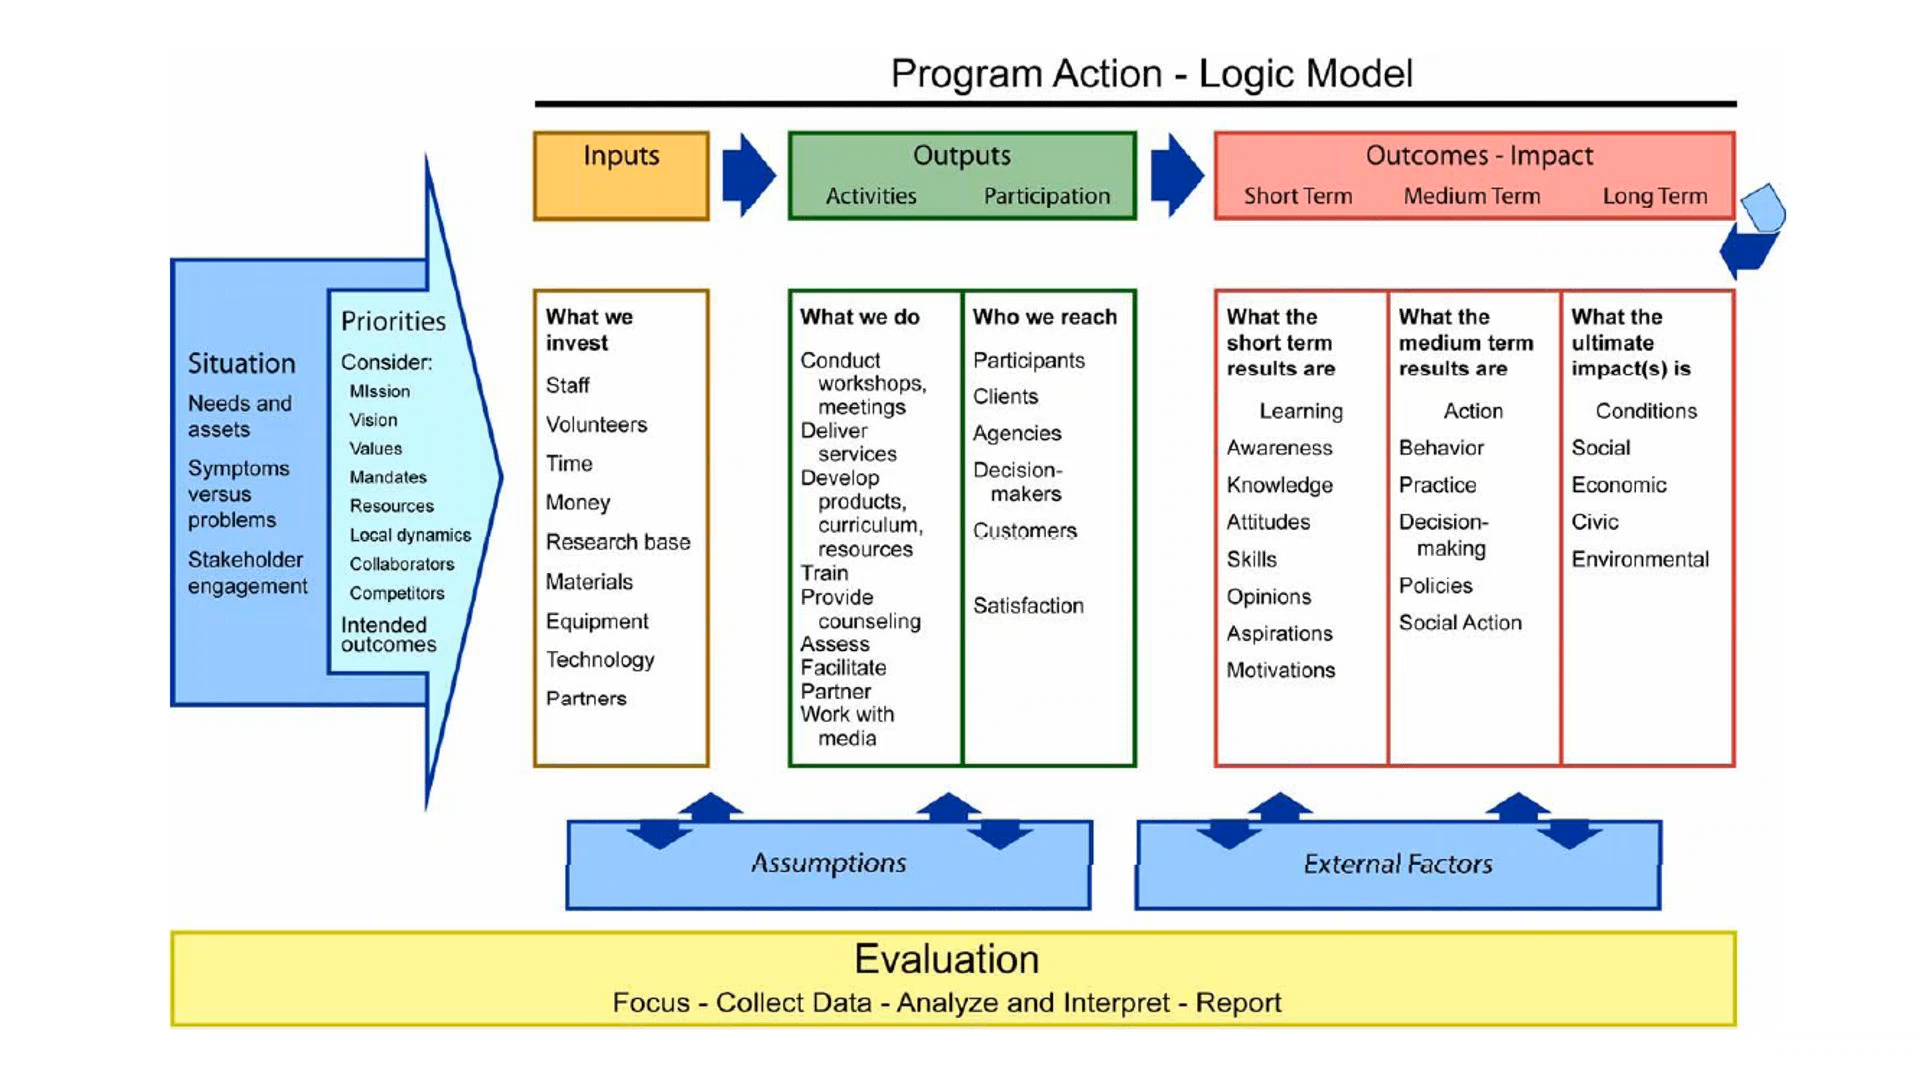 Program Action - Logic Model
Inputs
Outputs
Activities Participation
Outcomes - Impact
Short Term Medium Term Long Term
Situation
Needs and
assets
Symptoms
versus
problems
Stakeholder
engagement
Priorities
Consider:
MIssion
Vision
Values
Mandates
Resources
Local dynamics
Collaborators
Competitors
Intended
outcomes
What we
invest
Staff
Volunteers
Time
Money
Research base
Materials
Equipment
Technology
Partners
What we do
Conduct
workshops,
meetings
Deliver
services
Develop
products,
curriculum,
resources
Train
Provide
counseling
Assess
Facilitate
Partner
Work with
media
Who we reach
Participants
Clients
Agencies
Decision-
makers
Customers
Satisfaction
What the
short term
results are
Learning
Awareness
Knowledge
Attitudes
Skills
Opinions
Aspirations
Motivations
What the
medium term
results are
Action
Behavior
Practice
Decision-
making
Policies
Social Action
What the
ultimate
impact(s) is
Conditions
Social
Economic
Civic
Environmental
Assumptions
External Factors
Evaluation
Focus - Collect Data - Analyze and Interpret - Report